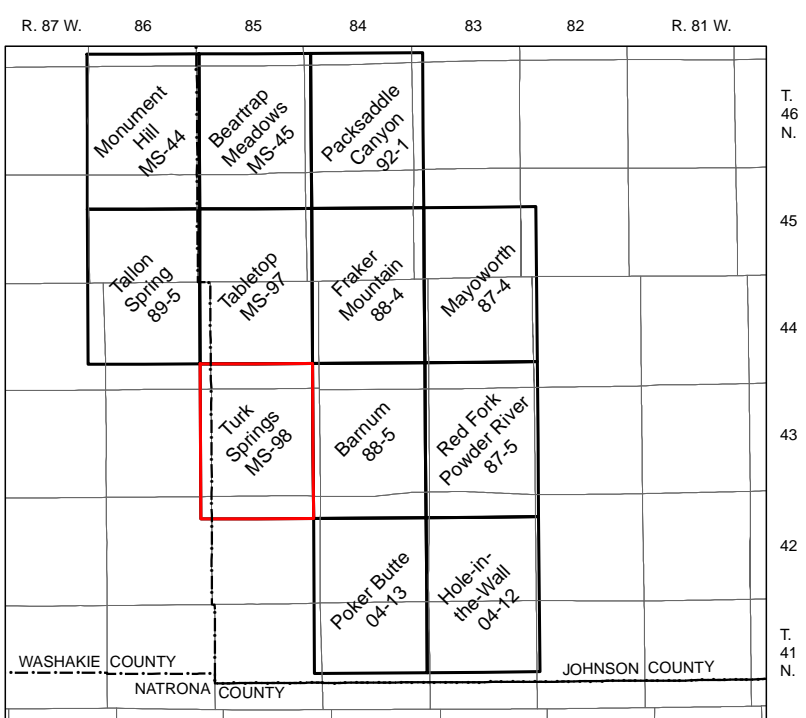 R. 87 W. 86 85 84 83 82 R. 81 W.
T.
46
N.
Monument
Hill
MS-44
Beartrap
Meadows
MS-45
Packsaddle
Canyon
92-1
45
Tallon
Spring
89-5
Tabletop
MS-97
Fraker
Mountain
88-4
Mayoworth
87-4
44
Turk
Springs
MS-98
Barnum
88-5
Red Fork
Powder River
87-5
43
42
Poker Butte
04-13
Hole-in-
the-Wall
04-12
T.
41
N.
WASHAKIE COUNTY
JOHNSON COUNTY
NATRONA COUNTY